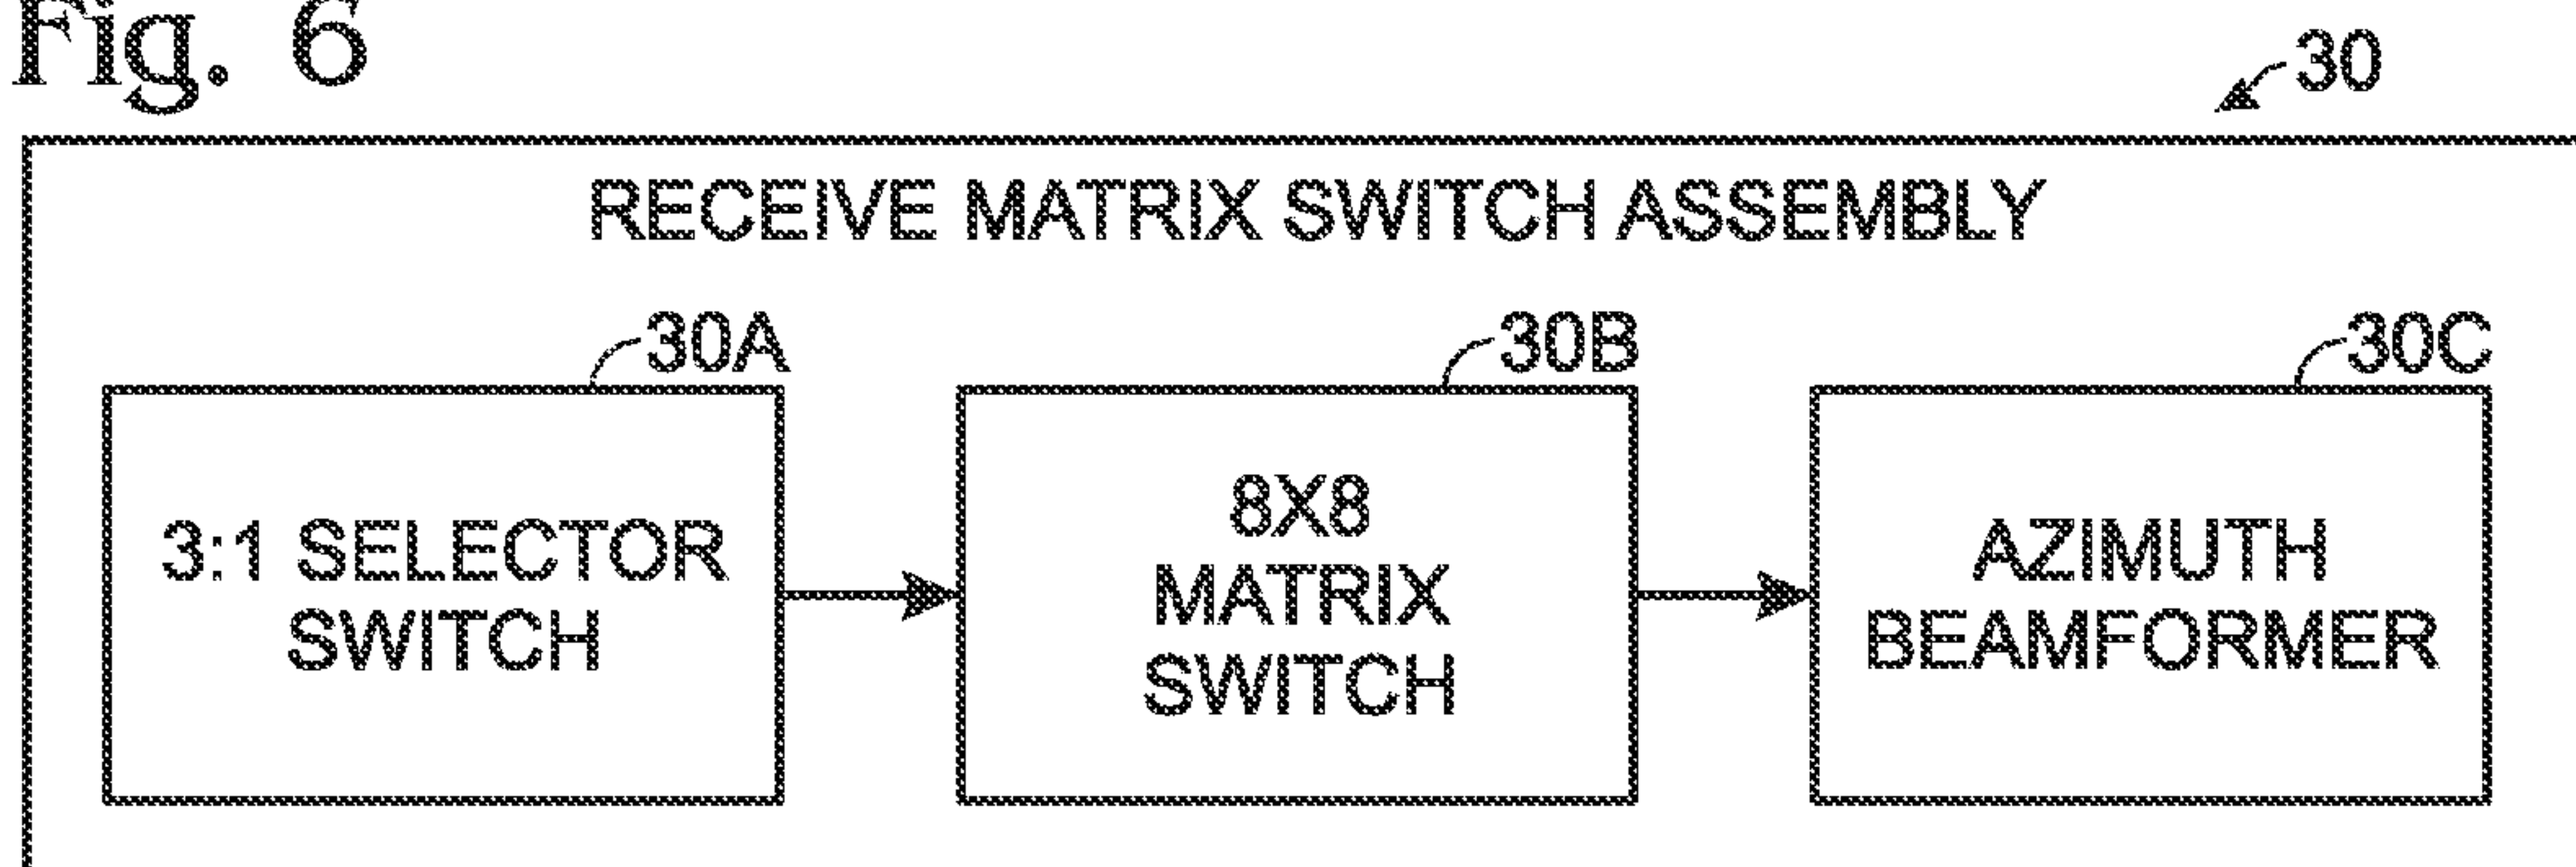 Fig. 6
30
RECEIVE MATRIX SWITCH ASSEMBLY
30A
30B
30C
3:1 SELECTOR
SWITCH
8X8
MATRIX
SWITCH
AZIMUTH
BEAMFORMER